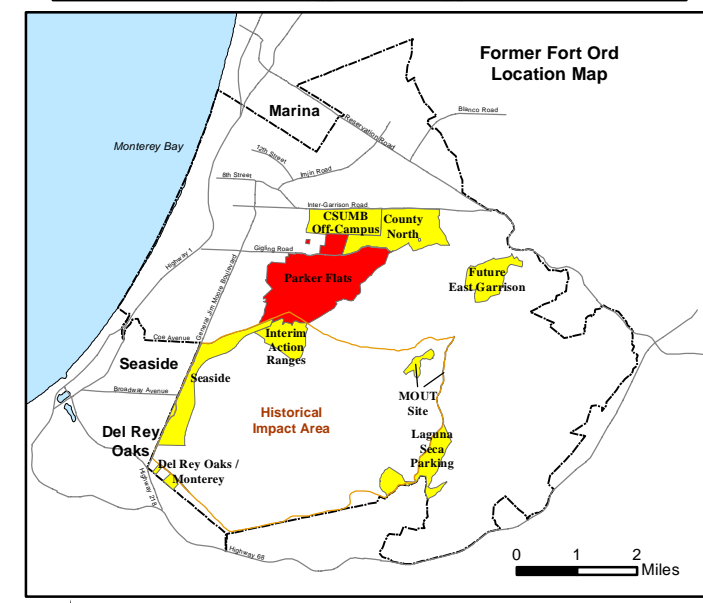 Former Fort Ord
Location Map
Marina
Blanco Road
Reservation Road
Monterey Bay
12th Street
Imjin Road
8th Street
Inter-Garrison Road
CSUMB
Off-Campus
County
North
Gigling Road
Highway 1
General Jim Moore Boulevard
Parker Flats
Future
East Garrison
Coe Avenue
Interim
Action
Ranges
Seaside
Seaside
Broadway Avenue
MOUT
Site
Historical
Impact Area
Del Rey
Oaks
Laguna
Seca
Parking
Del Rey Oaks /
Monterey
Highway 218
Highway 68
0 1 2
Miles